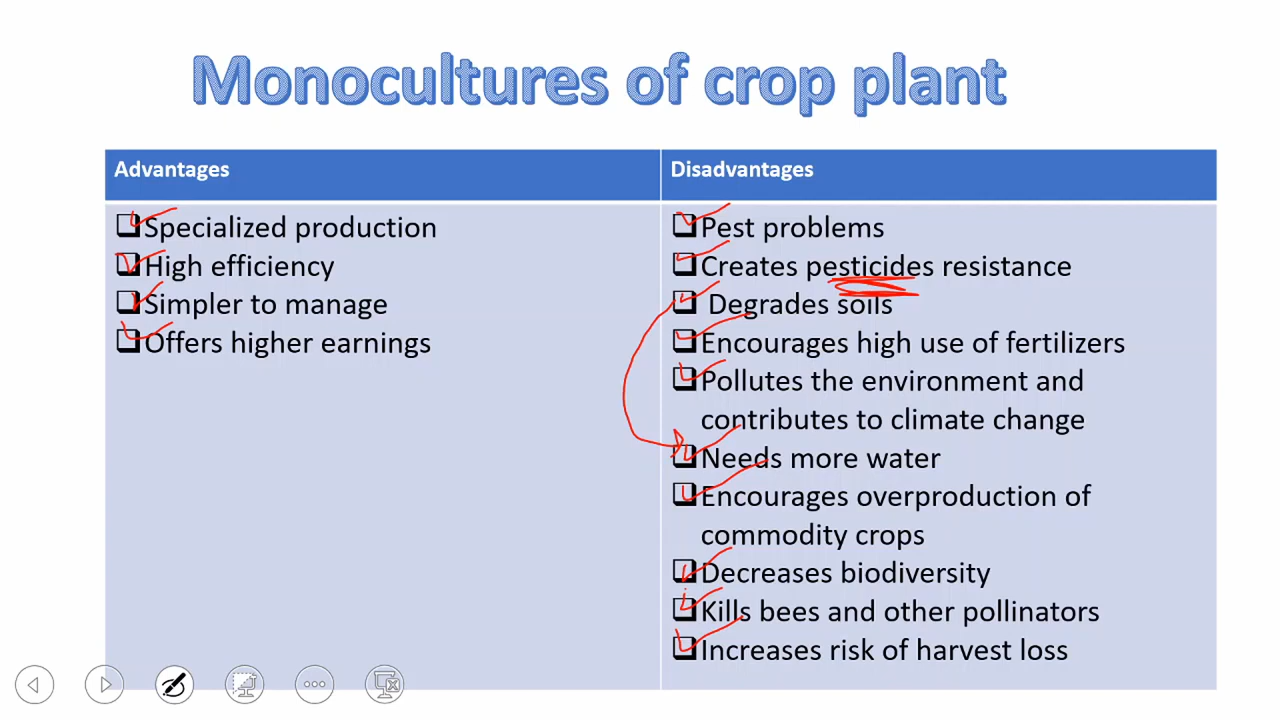 Monocultures of crop plant
Advantages
Specialized production
High efficiency
Simpler to manage
Offers higher earnings
Disadvantages
Pest problems
Creates pesticides resistance
Degrades soils
Encourages high use of fertilizers
Pollutes the environment and
contributes to climate change
Needs more water
Encourages overproduction of
commodity crops
Decreases biodiversity
Kills bees and other pollinators
Increases risk of harvest loss